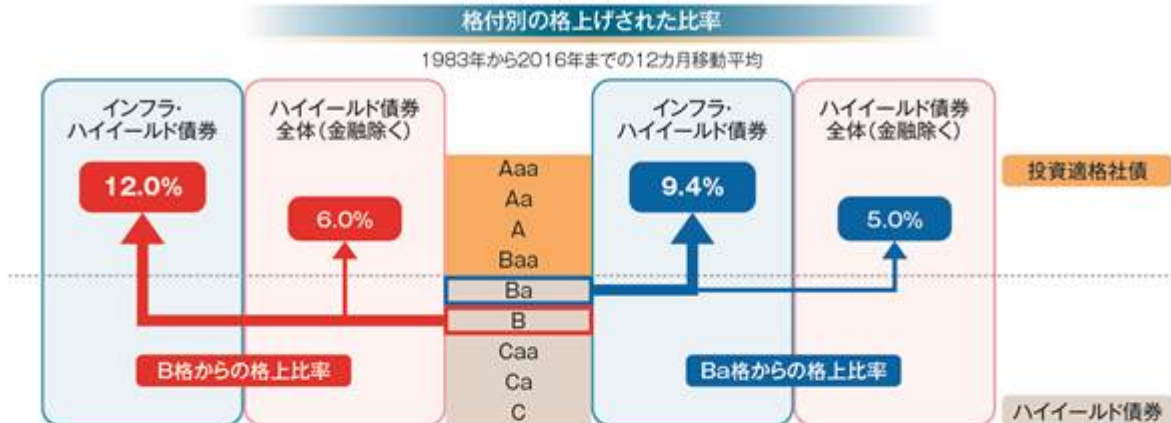 格付別の格上げされた比率
1983年から2016年までの12カ月移動平均
インフラ・
ハイイールド債券
ハイイールド債券
全体(金融除く)
12.0%
6.0%
B格からの格上比率
Aaa
Aa
A
Baa
Ba
B
Caa
Ca
C
インフラ・
ハイイールド債券
ハイイールド債券
全体(金融除く)
9.4%
5.0%
Ba格からの格上比率
投資適格社債
ハイイールド債券